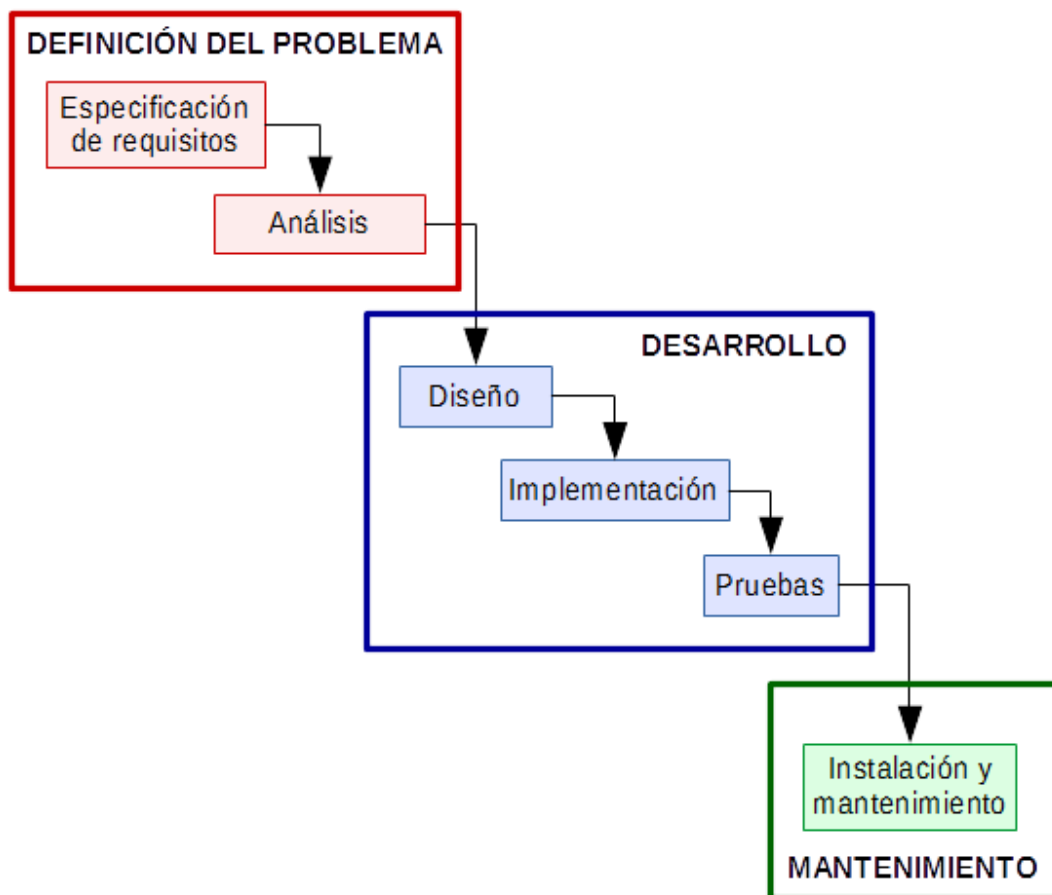 DEFINICIÓN DEL PROBLEMA
Especificación
de requisitos
Análisis
DESARROLLO
Diseño
Implementación
Pruebas
Instalación y
mantenimiento
MANTENIMIENTO